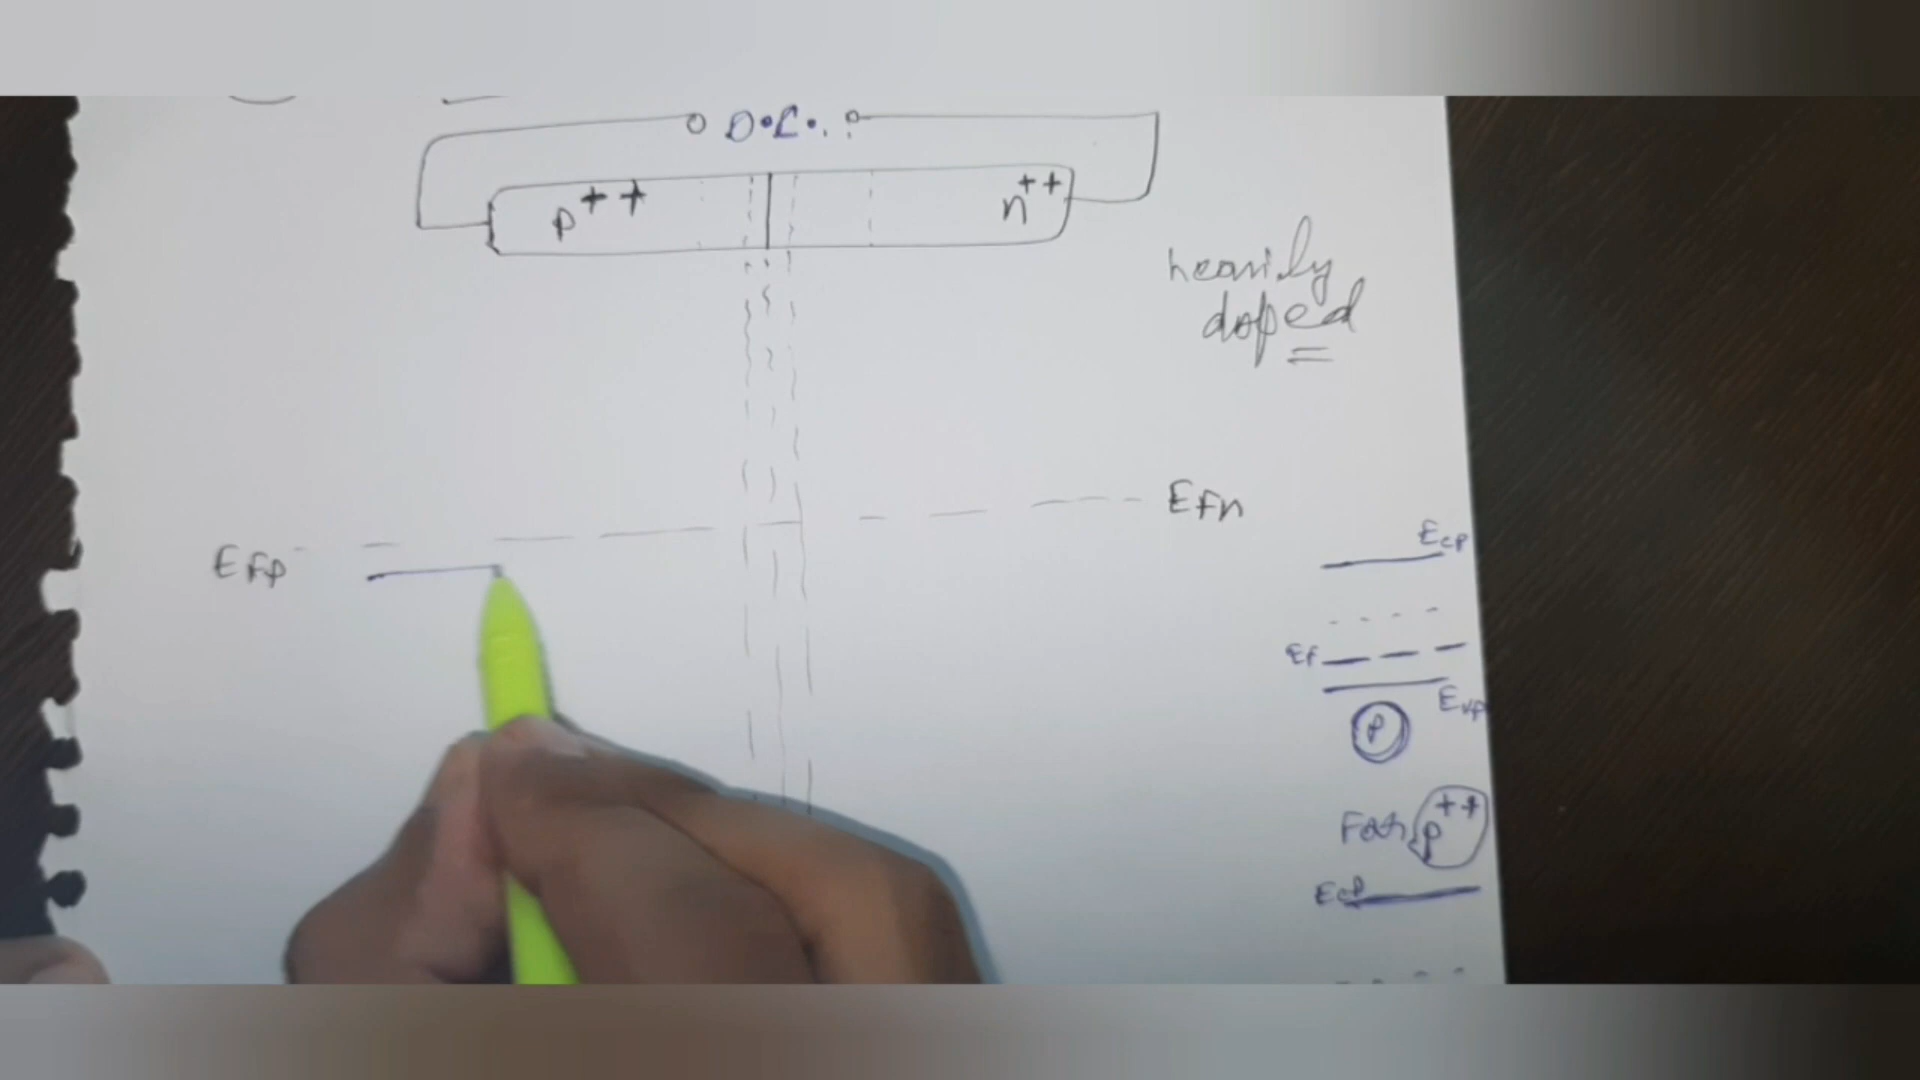 O.C.
p++
n++
heavily
doped
EFn
EFp
Ecp
EF
Evp
P
For p++
Ecp